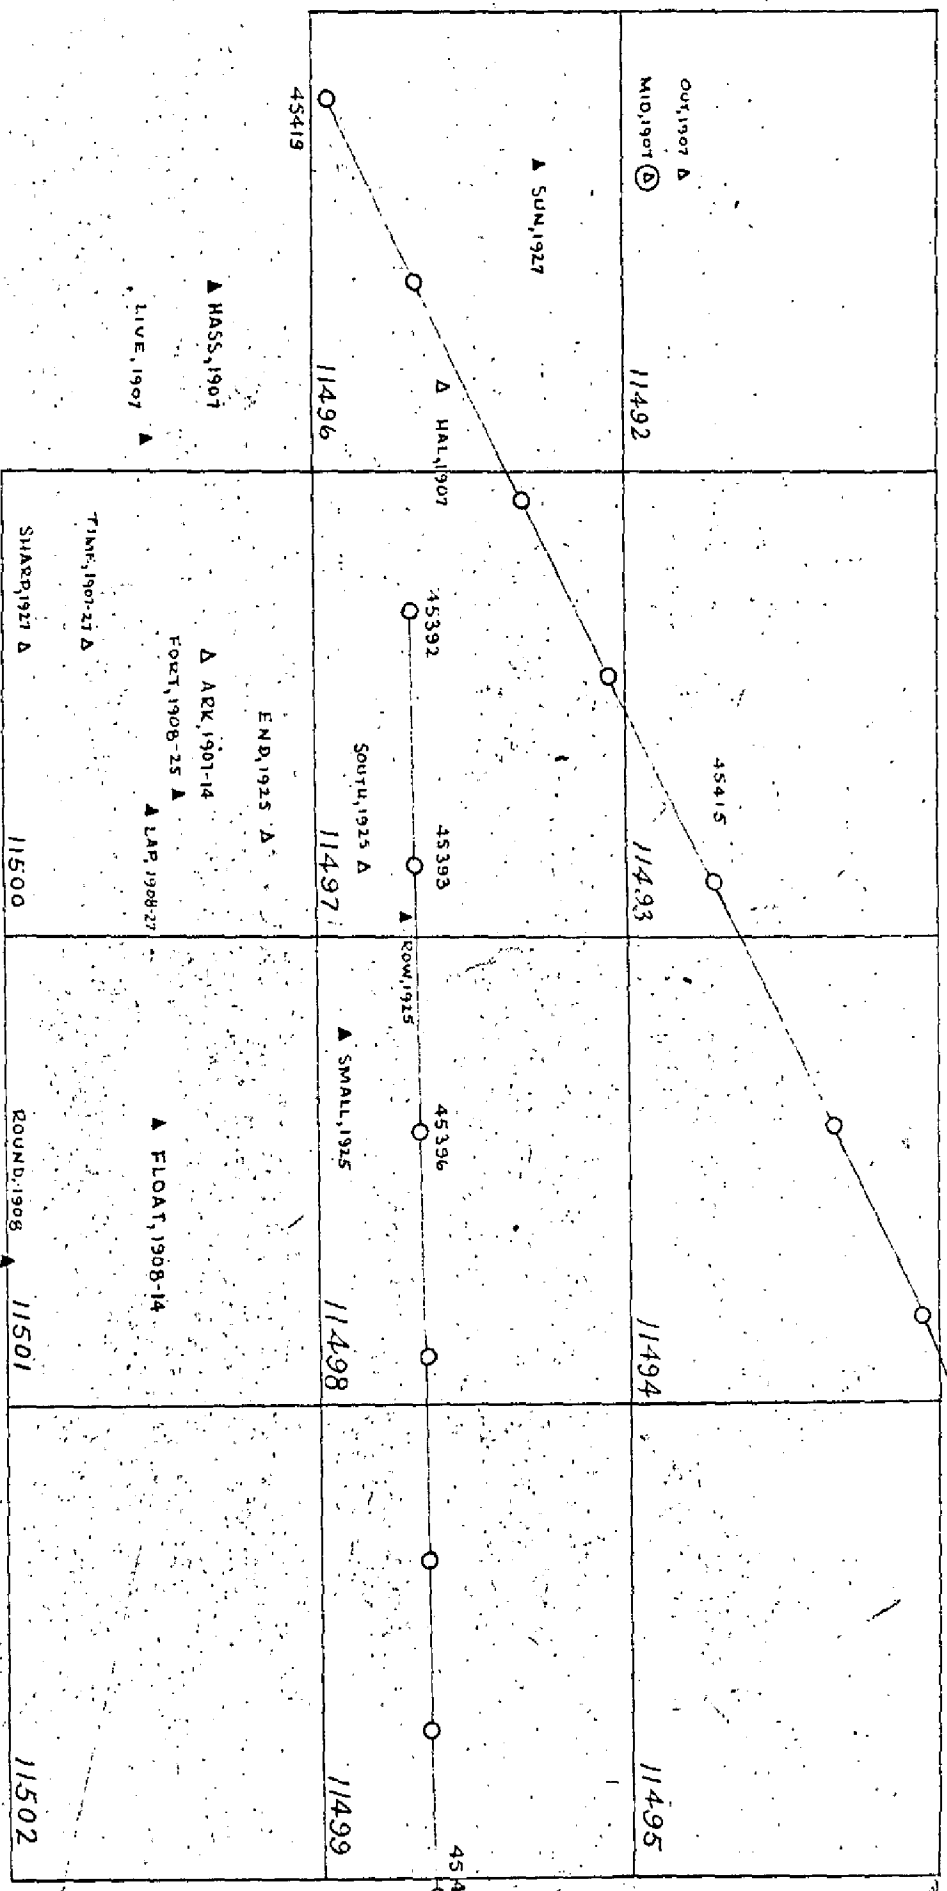 OUT, 1907
MID, 1907
11492
11493
11494
11495
45415
SUN, 1927
45419
HAL, 1907
11496
45392
45393
ROW, 1925
45396
SOUTH, 1925
SMALL, 1925
11497
11498
11499
HASS, 1907
LIVE, 1907
END, 1925
ARK, 1907-14
FORT, 1908-25
LAP, 1908-27
TIME, 1907-27
SHARP, 1927
FLOAT, 1908-14
ROUND, 1908
11500
11501
11502